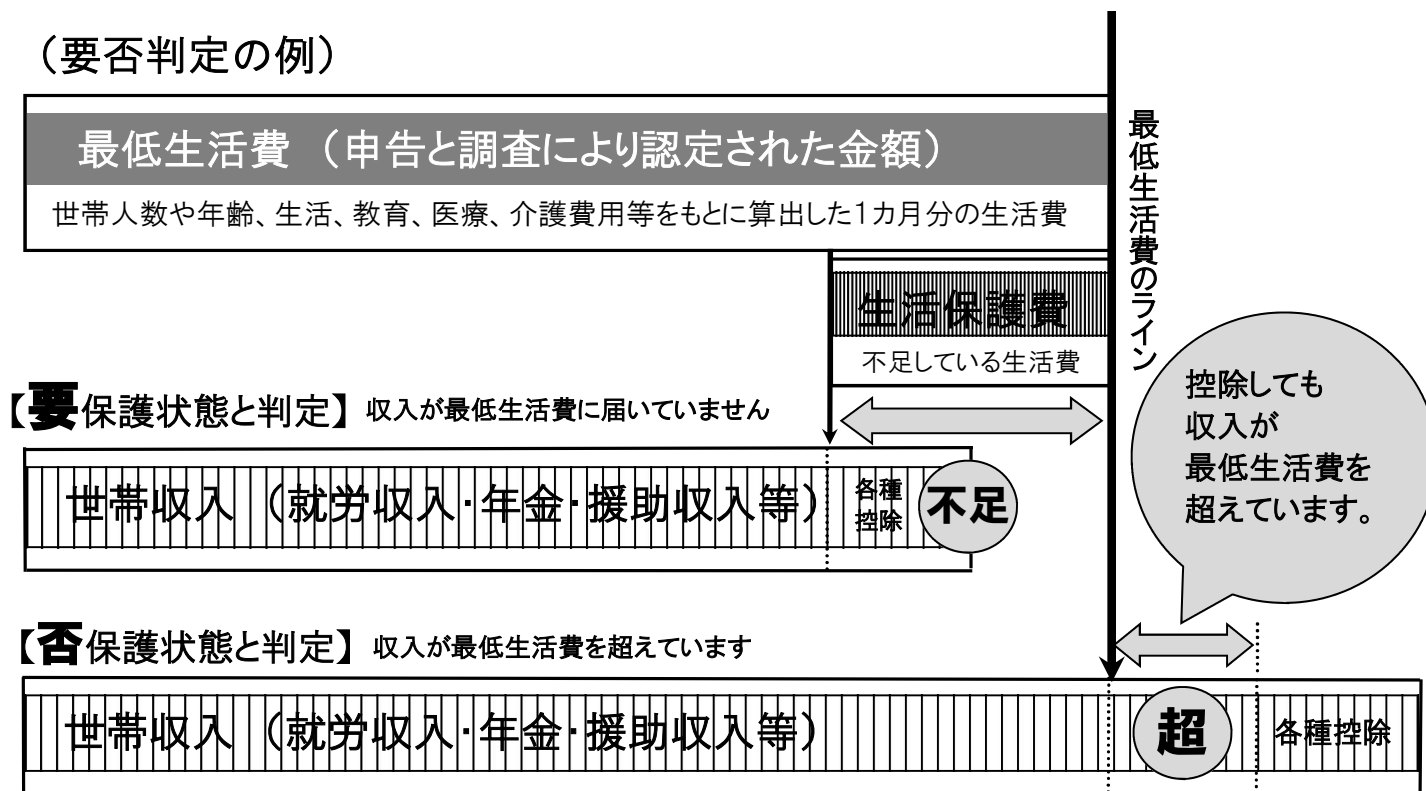 （要否判定の例）
最低生活費　（申告と調査により認定された金額）
世帯人数や年齢、生活、教育、医療、介護費用等をもとに算出した1カ月分の生活費
最低生活費のライン
生活保護費
不足している生活費
【要保護状態と判定】 収入が最低生活費に届いていません
世帯収入　（就労収入・年金・援助収入等）
各種
控除
不足
控除しても
収入が
最低生活費を
超えています。
【否保護状態と判定】 収入が最低生活費を超えています
世帯収入　（就労収入・年金・援助収入等）
超
各種控除